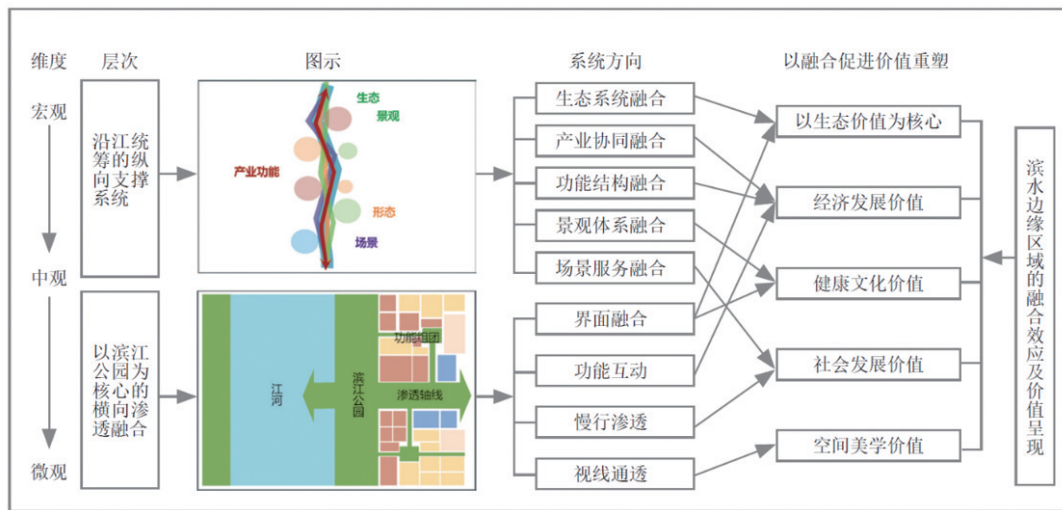 维度
层次
图示
系统方向
以融合促进价值重塑
宏观
中观
微观
沿江统
筹的纵
向支撑
系统
以滨江
公园为
核心的
横向渗
透融合
生态
景观
产业功能
形态
场景
江河
滨江公园
功能组团
渗透轴线
生态系统融合
产业协同融合
功能结构融合
景观体系融合
场景服务融合
界面融合
功能互动
慢行渗透
视线通透
以生态价值为核心
经济发展价值
健康文化价值
社会发展价值
空间美学价值
滨水边缘区域的融合效应及价值呈现